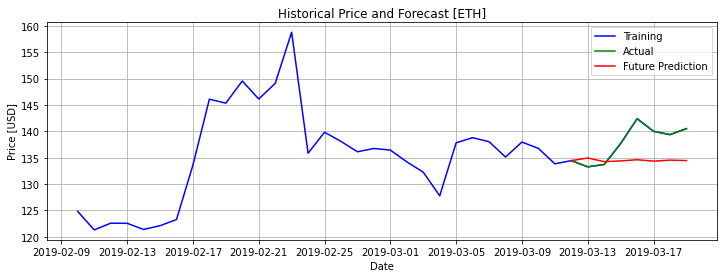 Historical Price and Forecast [ETH]
Price [USD]
160
155
150
145
140
135
130
125
120
Training
Actual
Future Prediction
2019-02-09 2019-02-13 2019-02-17 2019-02-21 2019-02-25 2019-03-01 2019-03-05 2019-03-09 2019-03-13 2019-03-17
Date